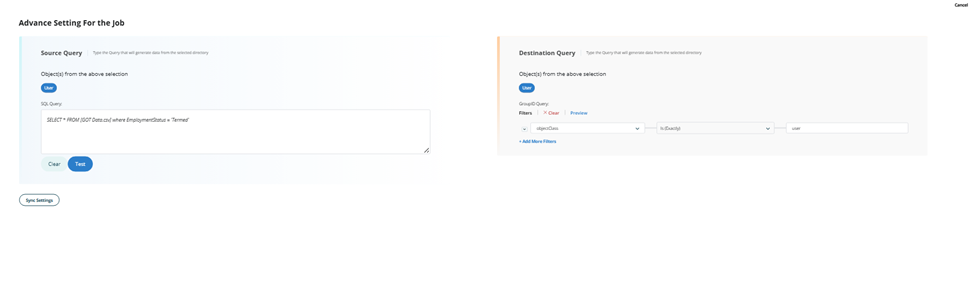 Cancel
Advance Setting For the Job
Source Query Type the Query that will generate data from the selected directory
Object(s) from the above selection
User
SQL Query:
SELECT * FROM [GOT Data.csv] where EmploymentStatus = 'Termed'
Clear Test
Sync Settings
Destination Query Type the Query that will generate data from the selected directory
Object(s) from the above selection
User
GroupID Query:
Filters Clear Preview
objectClass Is (Exactly) user
+ Add More Filters